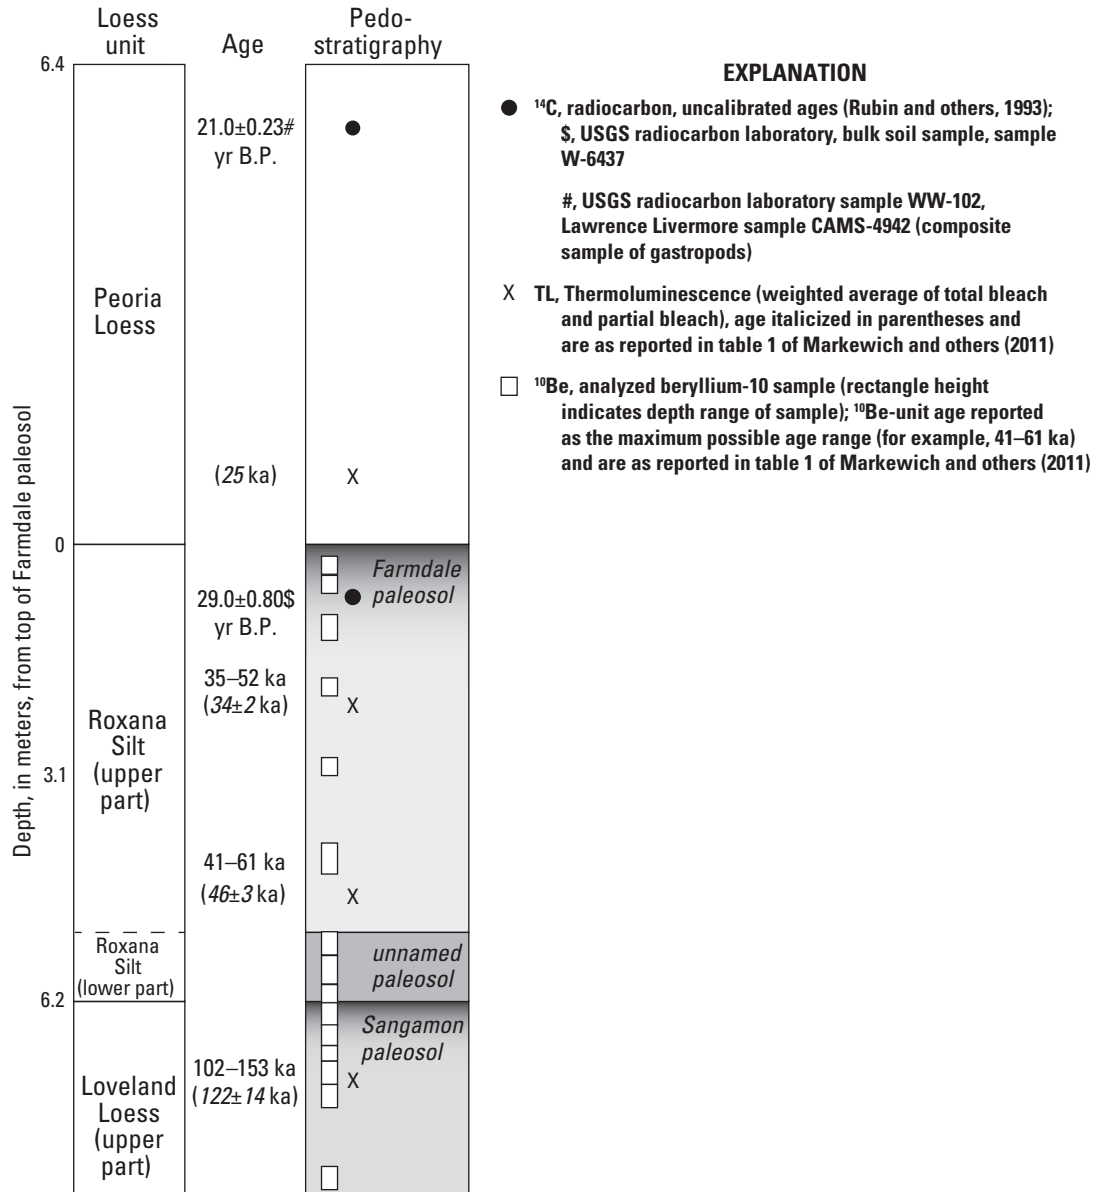 Loess
unit
Age
Pedo-
stratigraphy
6.4
21.0±0.23#
yr B.P.
Peoria
Loess
(25 ka)
X
Depth, in meters, from top of Farmdale paleosol
0
Farmdale
paleosol
29.0±0.80$
yr B.P.
35–52 ka
(34±2 ka)
X
Roxana
Silt
(upper
part)
3.1
41–61 ka
(46±3 ka)
X
Roxana
Silt
(lower part)
unnamed
paleosol
6.2
Sangamon
paleosol
102–153 ka
(122±14 ka)
X
Loveland
Loess
(upper
part)
EXPLANATION
¹⁴C, radiocarbon, uncalibrated ages (Rubin and others, 1993);
$, USGS radiocarbon laboratory, bulk soil sample, sample
W-6437
#, USGS radiocarbon laboratory sample WW-102,
Lawrence Livermore sample CAMS-4942 (composite
sample of gastropods)
X TL, Thermoluminescence (weighted average of total bleach
and partial bleach), age italicized in parentheses and
are as reported in table 1 of Markewich and others (2011)
¹⁰Be, analyzed beryllium-10 sample (rectangle height
indicates depth range of sample); ¹⁰Be-unit age reported
as the maximum possible age range (for example, 41–61 ka)
and are as reported in table 1 of Markewich and others (2011)